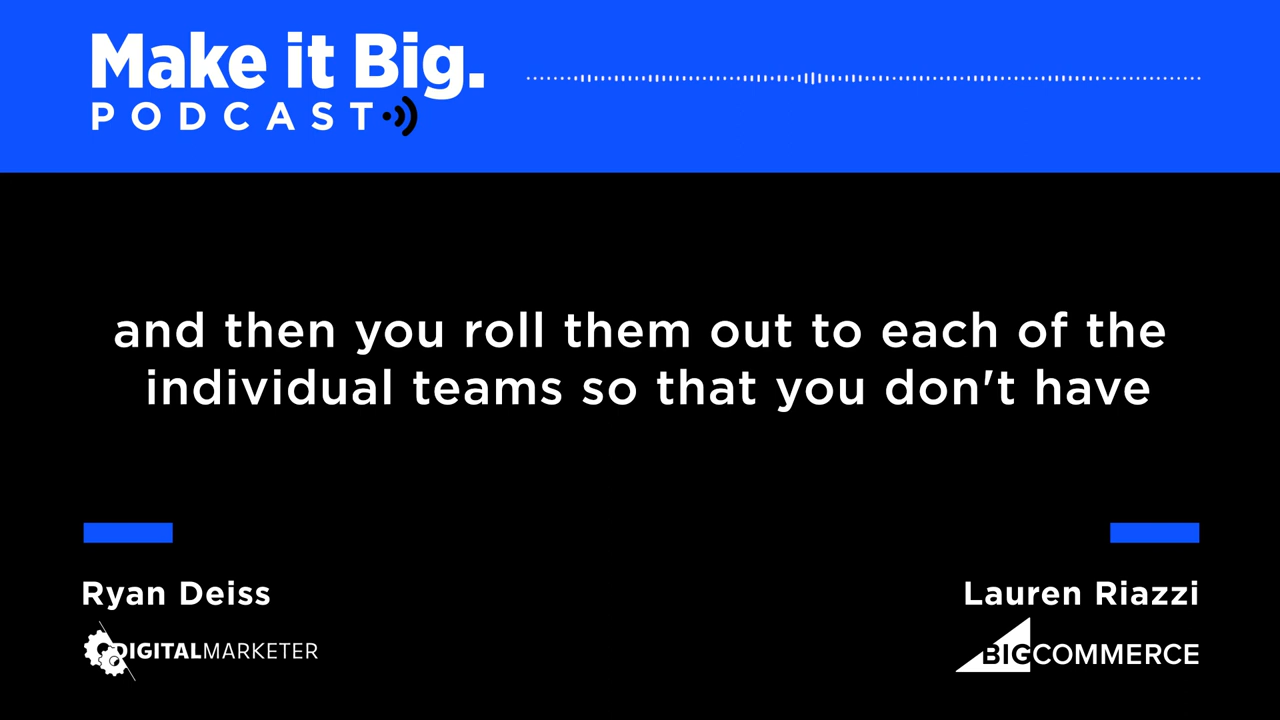 Make it Big.
PODCAST
and then you roll them out to each of the
individual teams so that you don't have
Ryan Deiss
Lauren Riazzi
DIGITALMARKETER
BIGCOMMERCE